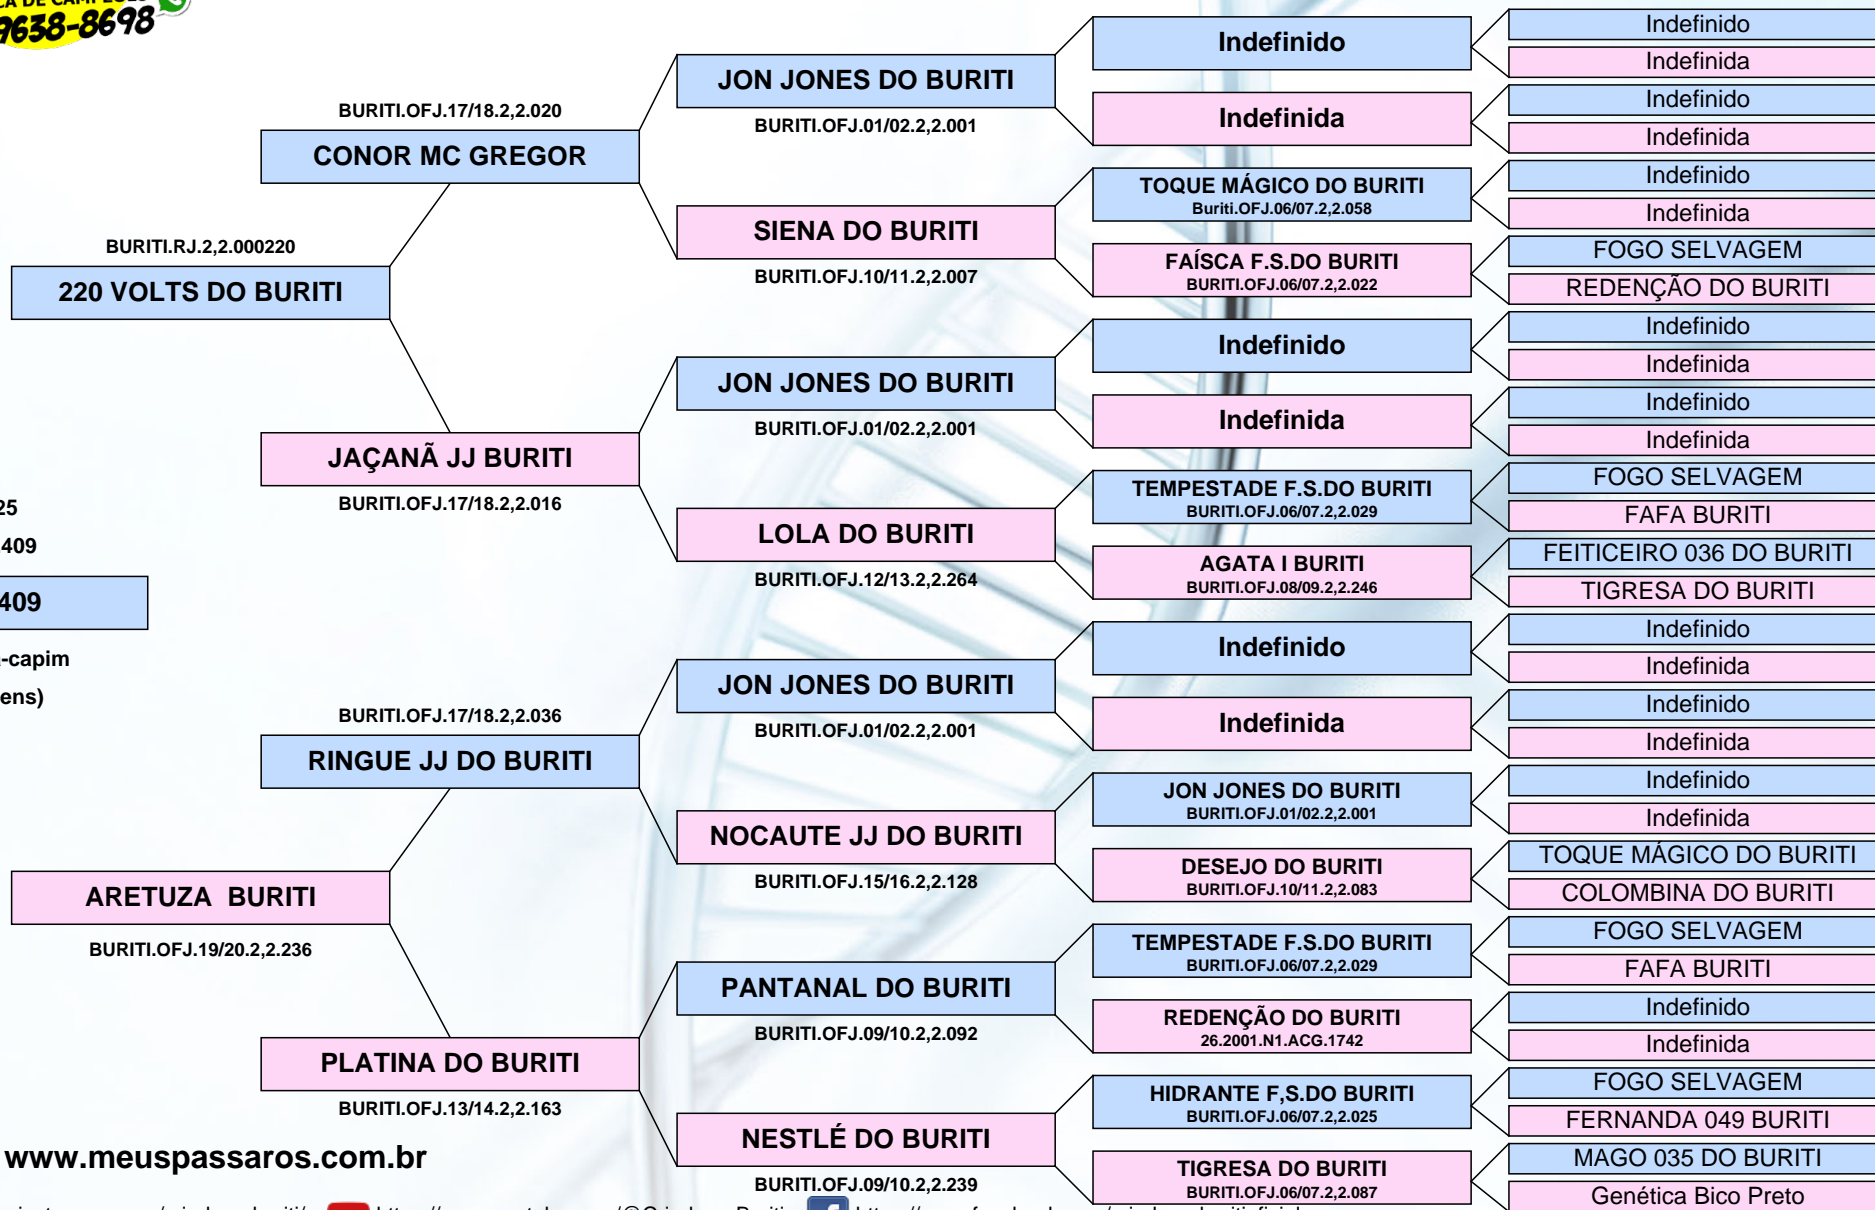 9638-8698
25
409
409
-capim
ens)
BURITI.RJ.2,2.000220
220 VOLTS DO BURITI
ARETUZA BURITI
BURITI.OFJ.19/20.2,2.236
BURITI.OFJ.17/18.2,2.020
CONOR MC GREGOR
JAÇANÃ JJ BURITI
BURITI.OFJ.17/18.2,2.016
BURITI.OFJ.17/18.2,2.036
RINGUE JJ DO BURITI
PLATINA DO BURITI
BURITI.OFJ.13/14.2,2.163
JON JONES DO BURITI
BURITI.OFJ.01/02.2,2.001
SIENA DO BURITI
BURITI.OFJ.10/11.2,2.007
JON JONES DO BURITI
BURITI.OFJ.01/02.2,2.001
LOLA DO BURITI
BURITI.OFJ.12/13.2,2.264
JON JONES DO BURITI
BURITI.OFJ.01/02.2,2.001
NOCAUTE JJ DO BURITI
BURITI.OFJ.15/16.2,2.128
PANTANAL DO BURITI
BURITI.OFJ.09/10.2,2.092
NESTLÉ DO BURITI
BURITI.OFJ.09/10.2,2.239
Indefinido
Indefinida
TOQUE MÁGICO DO BURITI
Buriti.OFJ.06/07.2,2.058
FAÍSCA F.S.DO BURITI
BURITI.OFJ.06/07.2,2.022
Indefinido
Indefinida
TEMPESTADE F.S.DO BURITI
BURITI.OFJ.06/07.2,2.029
AGATA I BURITI
BURITI.OFJ.08/09.2,2.246
Indefinido
Indefinida
JON JONES DO BURITI
BURITI.OFJ.01/02.2,2.001
DESEJO DO BURITI
BURITI.OFJ.10/11.2,2.083
TEMPESTADE F.S.DO BURITI
BURITI.OFJ.06/07.2,2.029
REDENÇÃO DO BURITI
26.2001.N1.ACG.1742
HIDRANTE F,S.DO BURITI
BURITI.OFJ.06/07.2,2.025
TIGRESA DO BURITI
BURITI.OFJ.06/07.2,2.087
Indefinido
Indefinida
Indefinido
Indefinida
Indefinido
Indefinida
FOGO SELVAGEM
REDENÇÃO DO BURITI
Indefinido
Indefinida
Indefinido
Indefinida
FOGO SELVAGEM
FAFA BURITI
FEITICEIRO 036 DO BURITI
TIGRESA DO BURITI
Indefinido
Indefinida
Indefinido
Indefinida
Indefinido
Indefinida
TOQUE MÁGICO DO BURITI
COLOMBINA DO BURITI
FOGO SELVAGEM
FAFA BURITI
Indefinido
Indefinida
FOGO SELVAGEM
FERNANDA 049 BURITI
MAGO 035 DO BURITI
Genética Bico Preto
www.meuspassaros.com.br